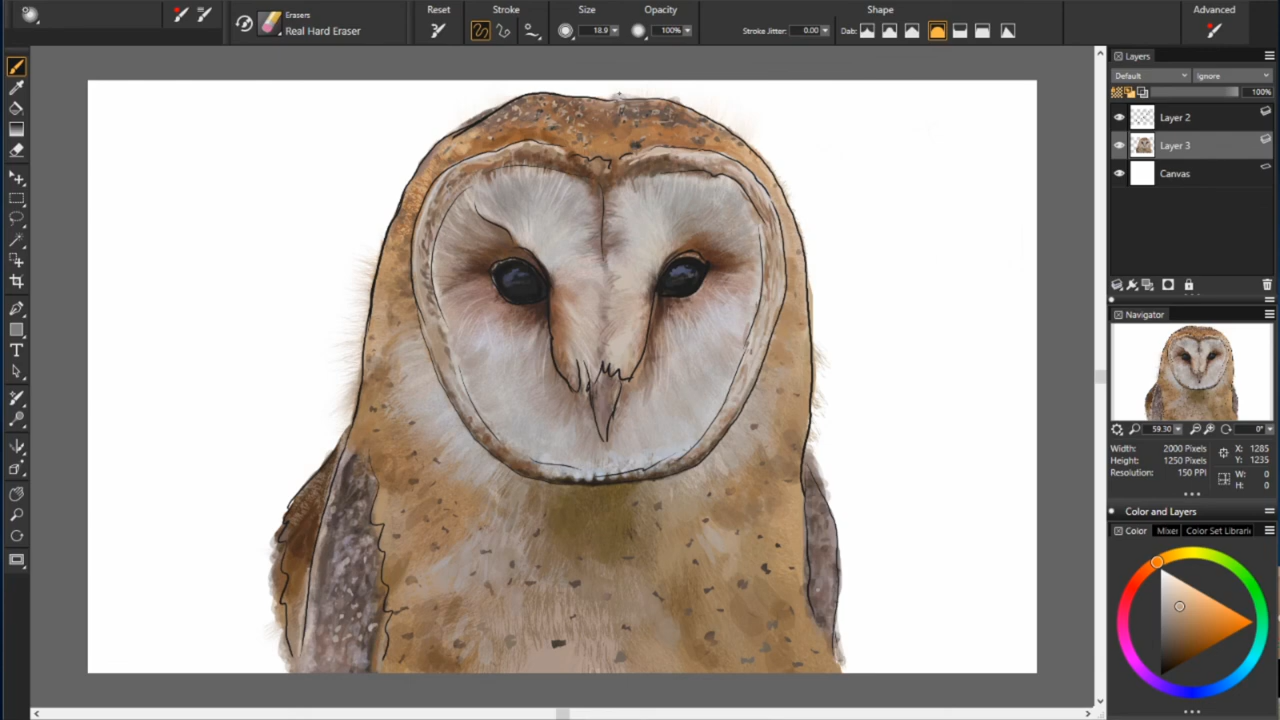 Erasers
Real Hard Eraser
Reset
Stroke
Size
18.9
Opacity
100%
Stroke Jitter: 0.00
Shape
Dab:
Advanced
Layers
Default
Ignore
100%
Layer 2
Layer 3
Canvas
Navigator
59.30
0°
Width: 2000 Pixels
Height: 1250 Pixels
Resolution: 150 PPI
X: 1285
Y: 1235
W: 0
H: 0
Color and Layers
Color
Mixer
Color Set Librarie
T